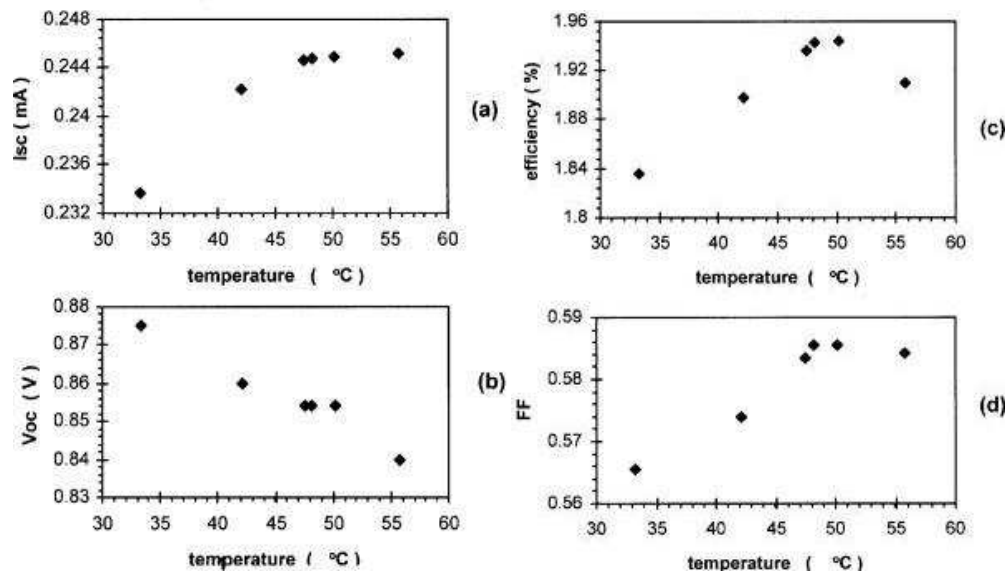 0.248
0.244
0.24
0.236
0.232
Isc ( mA )
30 35 40 45 50 55 60
temperature ( °C )
(a)
1.96
1.92
1.88
1.84
1.8
efficiency ( % )
30 35 40 45 50 55 60
temperature ( °C )
(c)
0.88
0.87
0.86
0.85
0.84
0.83
Voc ( V )
30 35 40 45 50 55 60
temperature ( °C )
(b)
0.59
0.58
0.57
0.56
FF
30 35 40 45 50 55 60
temperature ( °C )
(d)